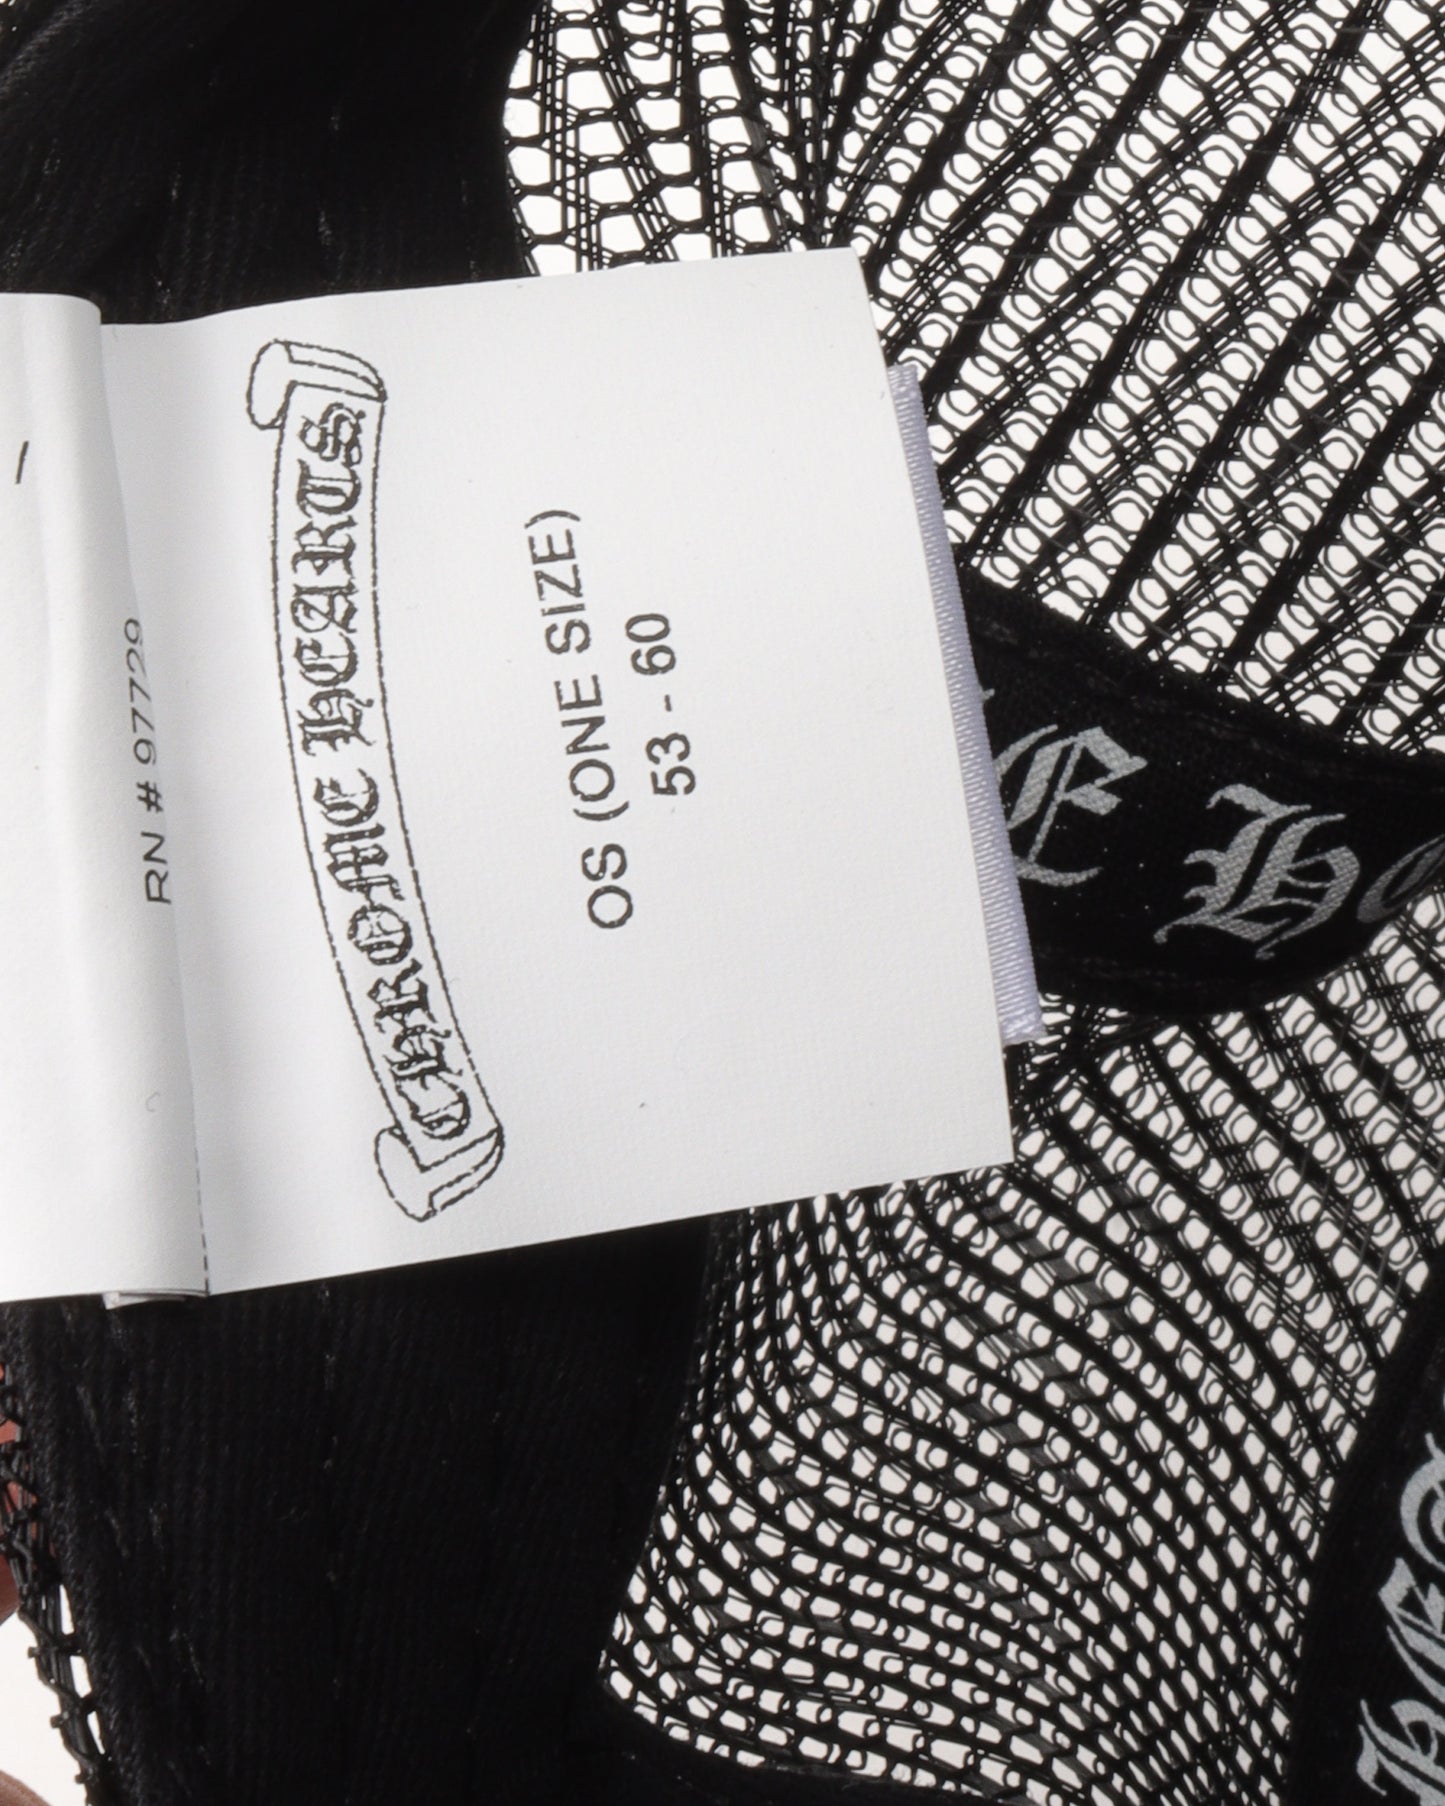 RN # 97729
CHROME HEARTS
OS (ONE SIZE)
53 - 60
E H